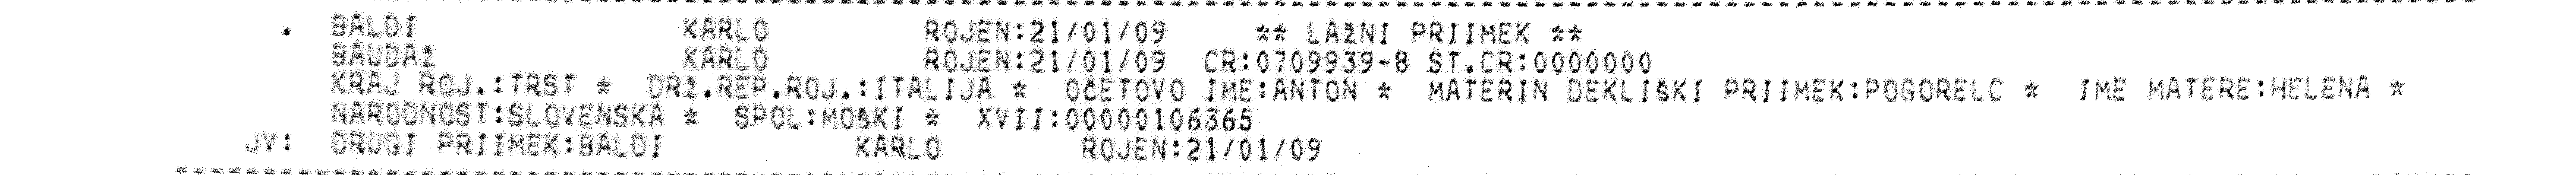 . BALDI KARLO ROJEN:21/01/09 ** LAŽNI PRIIMEK **
BAUDAŽ KARLO ROJEN:21/01/09 CR:0709939-8 ST.CR:0000000
KRAJ ROJ.:TRST * DRŽ.REP.ROJ.:ITALIJA * OČETOVO IME:ANTON * MATERIN DEKLIŠKI PRIIMEK:POGORELC * IME MATERE:HELENA *
NARODNOST:SLOVENSKA * SPOL:MOŠKI * XVII:00000106365
JV: DRUGI PRIIMEK:BALDI KARLO ROJEN:21/01/09